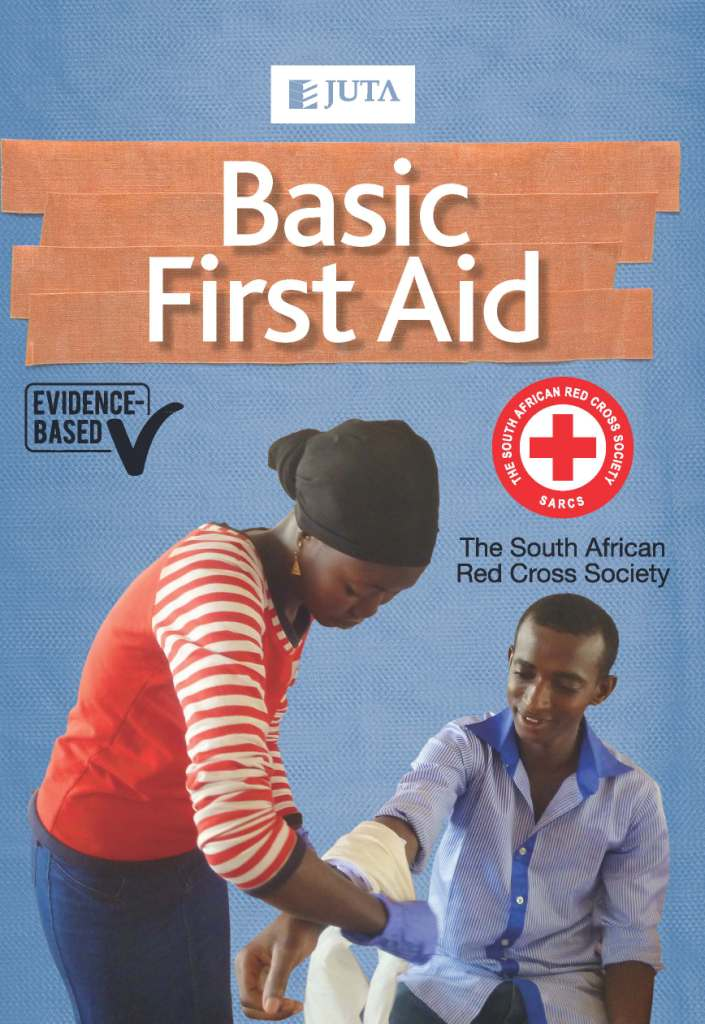 JUTA
Basic
First Aid
EVIDENCE-
BASED
THE SOUTH AFRICAN RED CROSS SOCIETY
SARCS
The South African
Red Cross Society